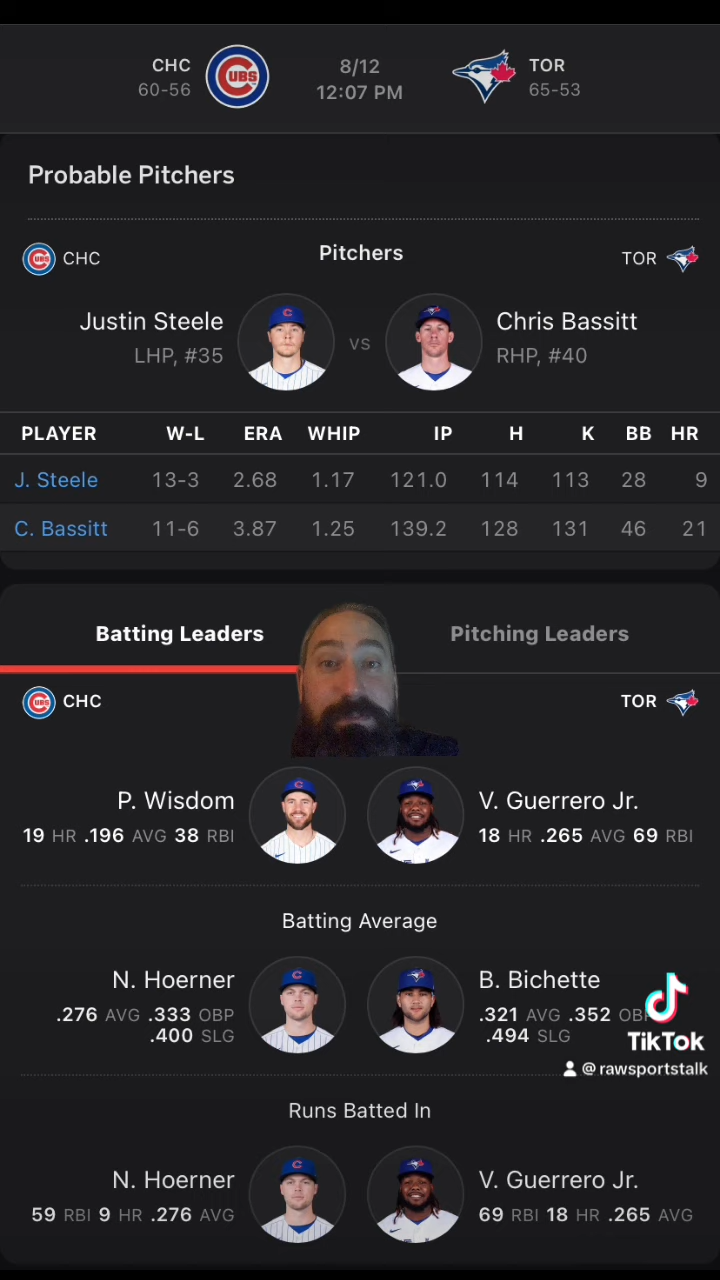 CHC
60-56
CUBS
8/12
12:07 PM
TOR
65-53
Probable Pitchers
CUBS CHC Pitchers TOR
Justin Steele
LHP, #35
VS
Chris Bassitt
RHP, #40
PLAYER W-L ERA WHIP IP H K BB HR
J. Steele 13-3 2.68 1.17 121.0 114 113 28 9
C. Bassitt 11-6 3.87 1.25 139.2 128 131 46 21
Batting Leaders Pitching Leaders
CUBS CHC TOR
P. Wisdom V. Guerrero Jr.
19 HR .196 AVG 38 RBI 18 HR .265 AVG 69 RBI
Batting Average
N. Hoerner B. Bichette
.276 AVG .333 OBP .321 AVG .352 OB
.400 SLG .494 SLG
TikTok
@rawsportstalk
Runs Batted In
N. Hoerner V. Guerrero Jr.
59 RBI 9 HR .276 AVG 69 RBI 18 HR .265 AVG